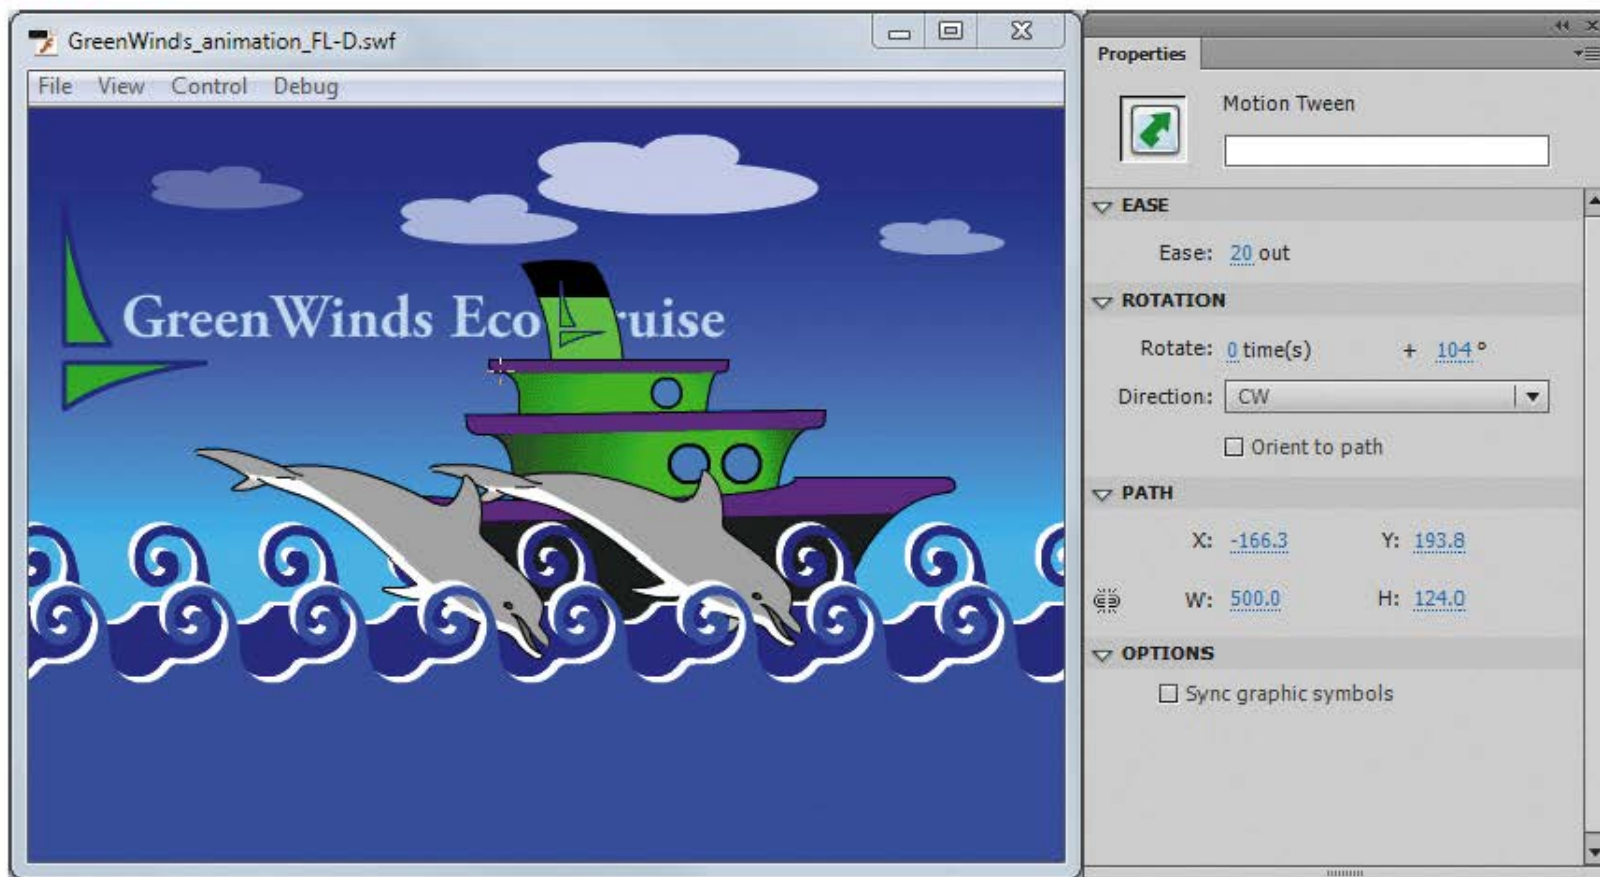 GreenWinds_animation_FL-D.swf
File View Control Debug
GreenWinds Eco ruise
Properties
Motion Tween
EASE
Ease: 20 out
ROTATION
Rotate: 0 time(s) + 104 °
Direction: CW
Orient to path
PATH
X: -166.3 Y: 193.8
W: 500.0 H: 124.0
OPTIONS
Sync graphic symbols